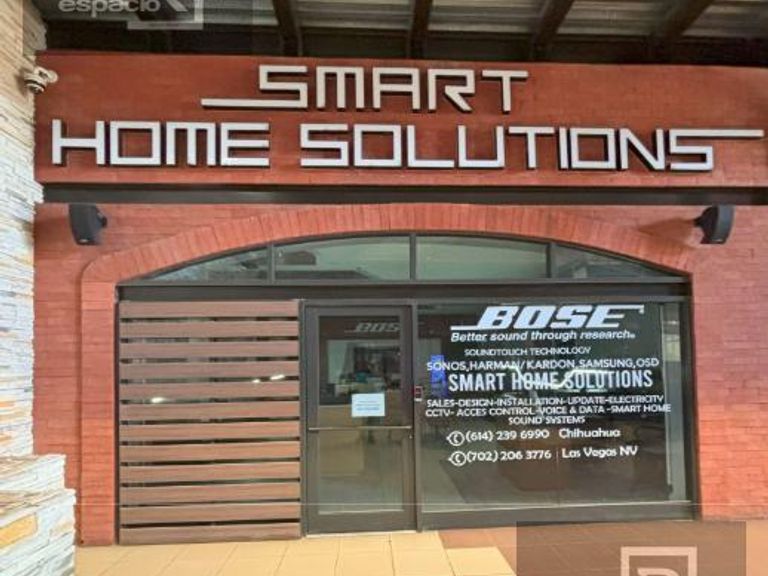 espacio
SMART
HOME SOLUTIONS
BOSE
BOSE
Better sound through research®
SOUNDTOUCH TECHNOLOGY
SONOS,HARMAN/KARDON,SAMSUNG,OSD
SMART HOME SOLUTIONS
SALES-DESIGN-INSTALLATION-UPDATE-ELECTRICITY
CCTV- ACCES CONTROL-VOICE & DATA -SMART HOME
SOUND SYSTEMS
(614) 239 6990 Chihuahua
(702) 206 3776 Las Vegas NV